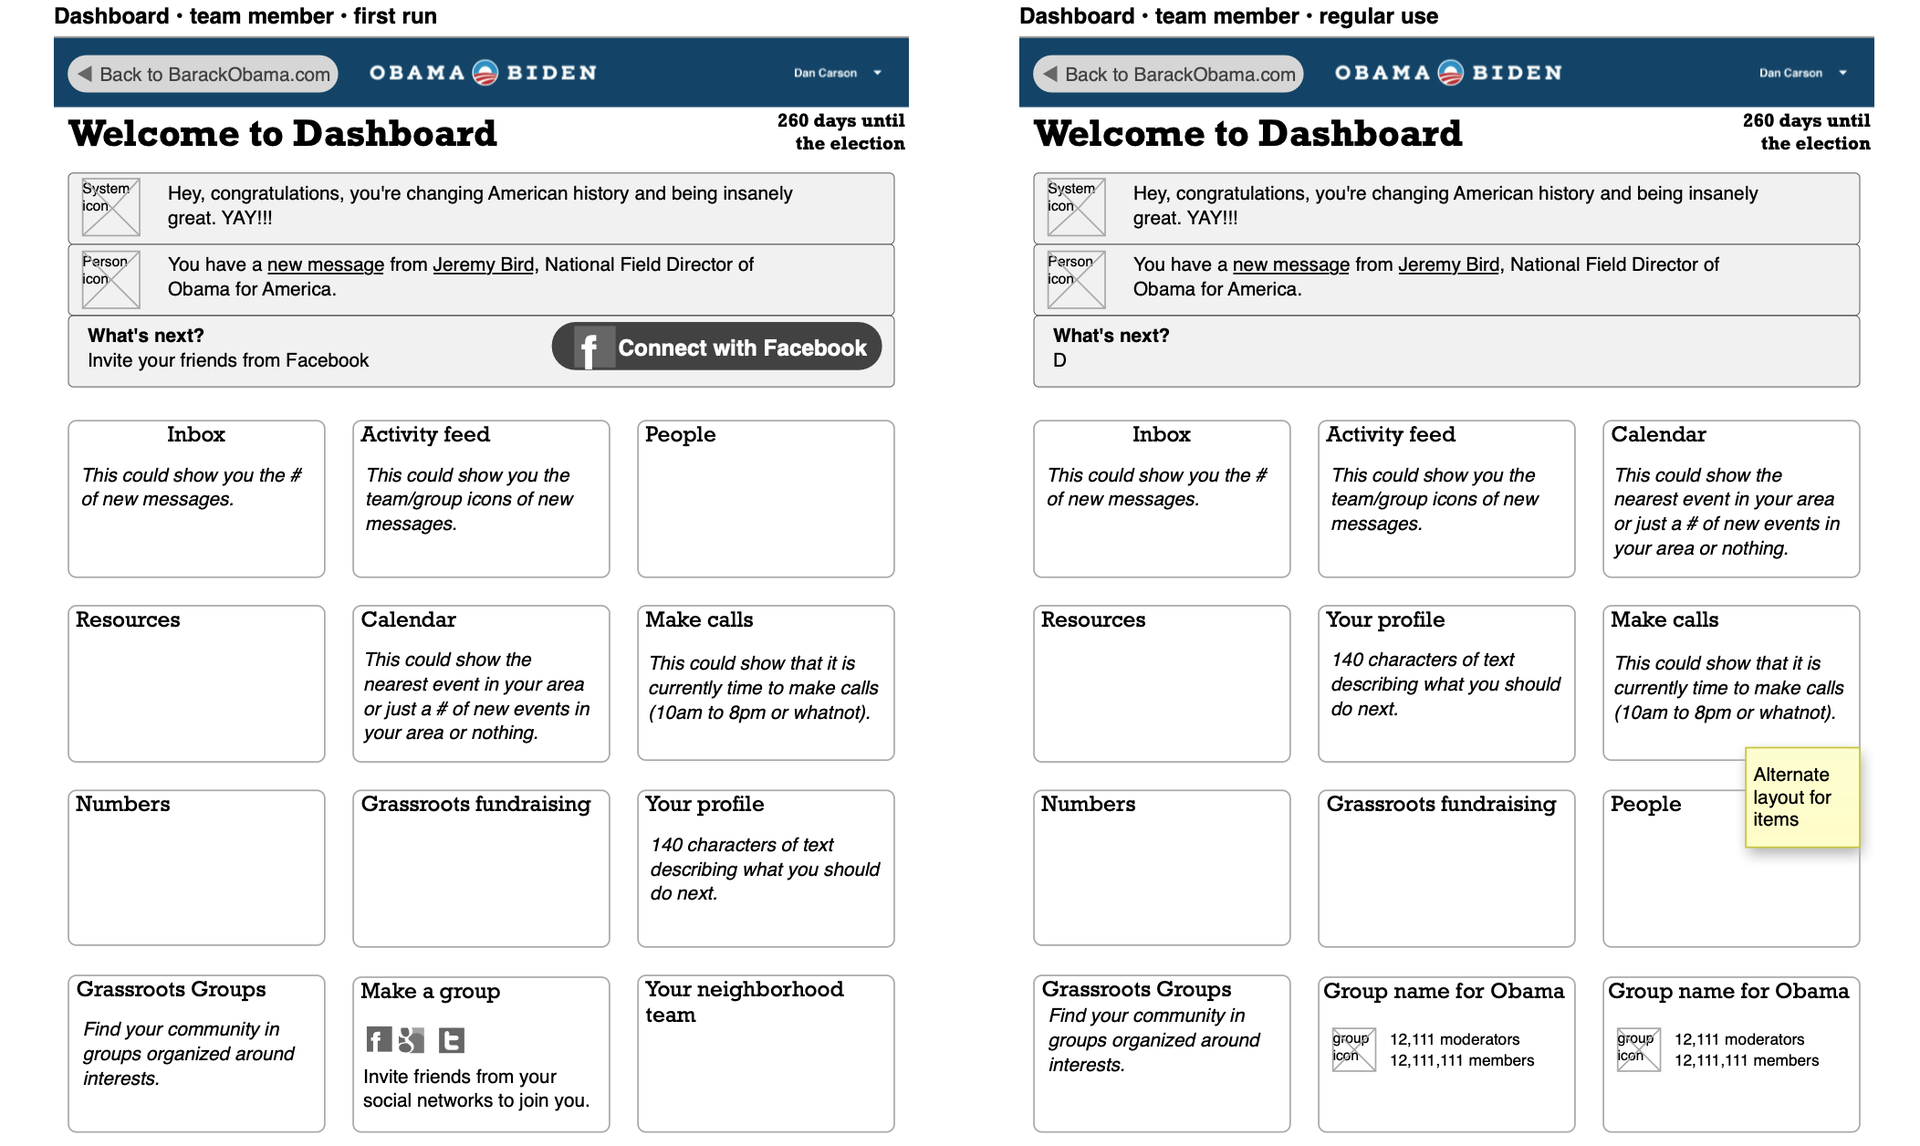 Dashboard • team member • first run
Back to BarackObama.com
OBAMA BIDEN
Dan Carson
Welcome to Dashboard
260 days until
the election
System
icon
Hey, congratulations, you're changing American history and being insanely
great. YAY!!!
Person
icon
You have a new message from Jeremy Bird, National Field Director of
Obama for America.
What's next?
Invite your friends from Facebook
f Connect with Facebook
Inbox
This could show you the #
of new messages.
Activity feed
This could show you the
team/group icons of new
messages.
People
Resources
Calendar
This could show the
nearest event in your area
or just a # of new events in
your area or nothing.
Make calls
This could show that it is
currently time to make calls
(10am to 8pm or whatnot).
Numbers
Grassroots fundraising
Your profile
140 characters of text
describing what you should
do next.
Grassroots Groups
Find your community in
groups organized around
interests.
Make a group
f g t
Invite friends from your
social networks to join you.
Your neighborhood
team
Dashboard • team member • regular use
Back to BarackObama.com
OBAMA BIDEN
Dan Carson
Welcome to Dashboard
260 days until
the election
System
icon
Hey, congratulations, you're changing American history and being insanely
great. YAY!!!
Person
icon
You have a new message from Jeremy Bird, National Field Director of
Obama for America.
What's next?
D
Inbox
This could show you the #
of new messages.
Activity feed
This could show you the
team/group icons of new
messages.
Calendar
This could show the
nearest event in your area
or just a # of new events in
your area or nothing.
Resources
Your profile
140 characters of text
describing what you should
do next.
Make calls
This could show that it is
currently time to make calls
(10am to 8pm or whatnot).
Alternate
layout for
items
Numbers
Grassroots fundraising
People
Grassroots Groups
Find your community in
groups organized around
interests.
Group name for Obama
group
icon
12,111 moderators
12,111,111 members
Group name for Obama
group
icon
12,111 moderators
12,111,111 members